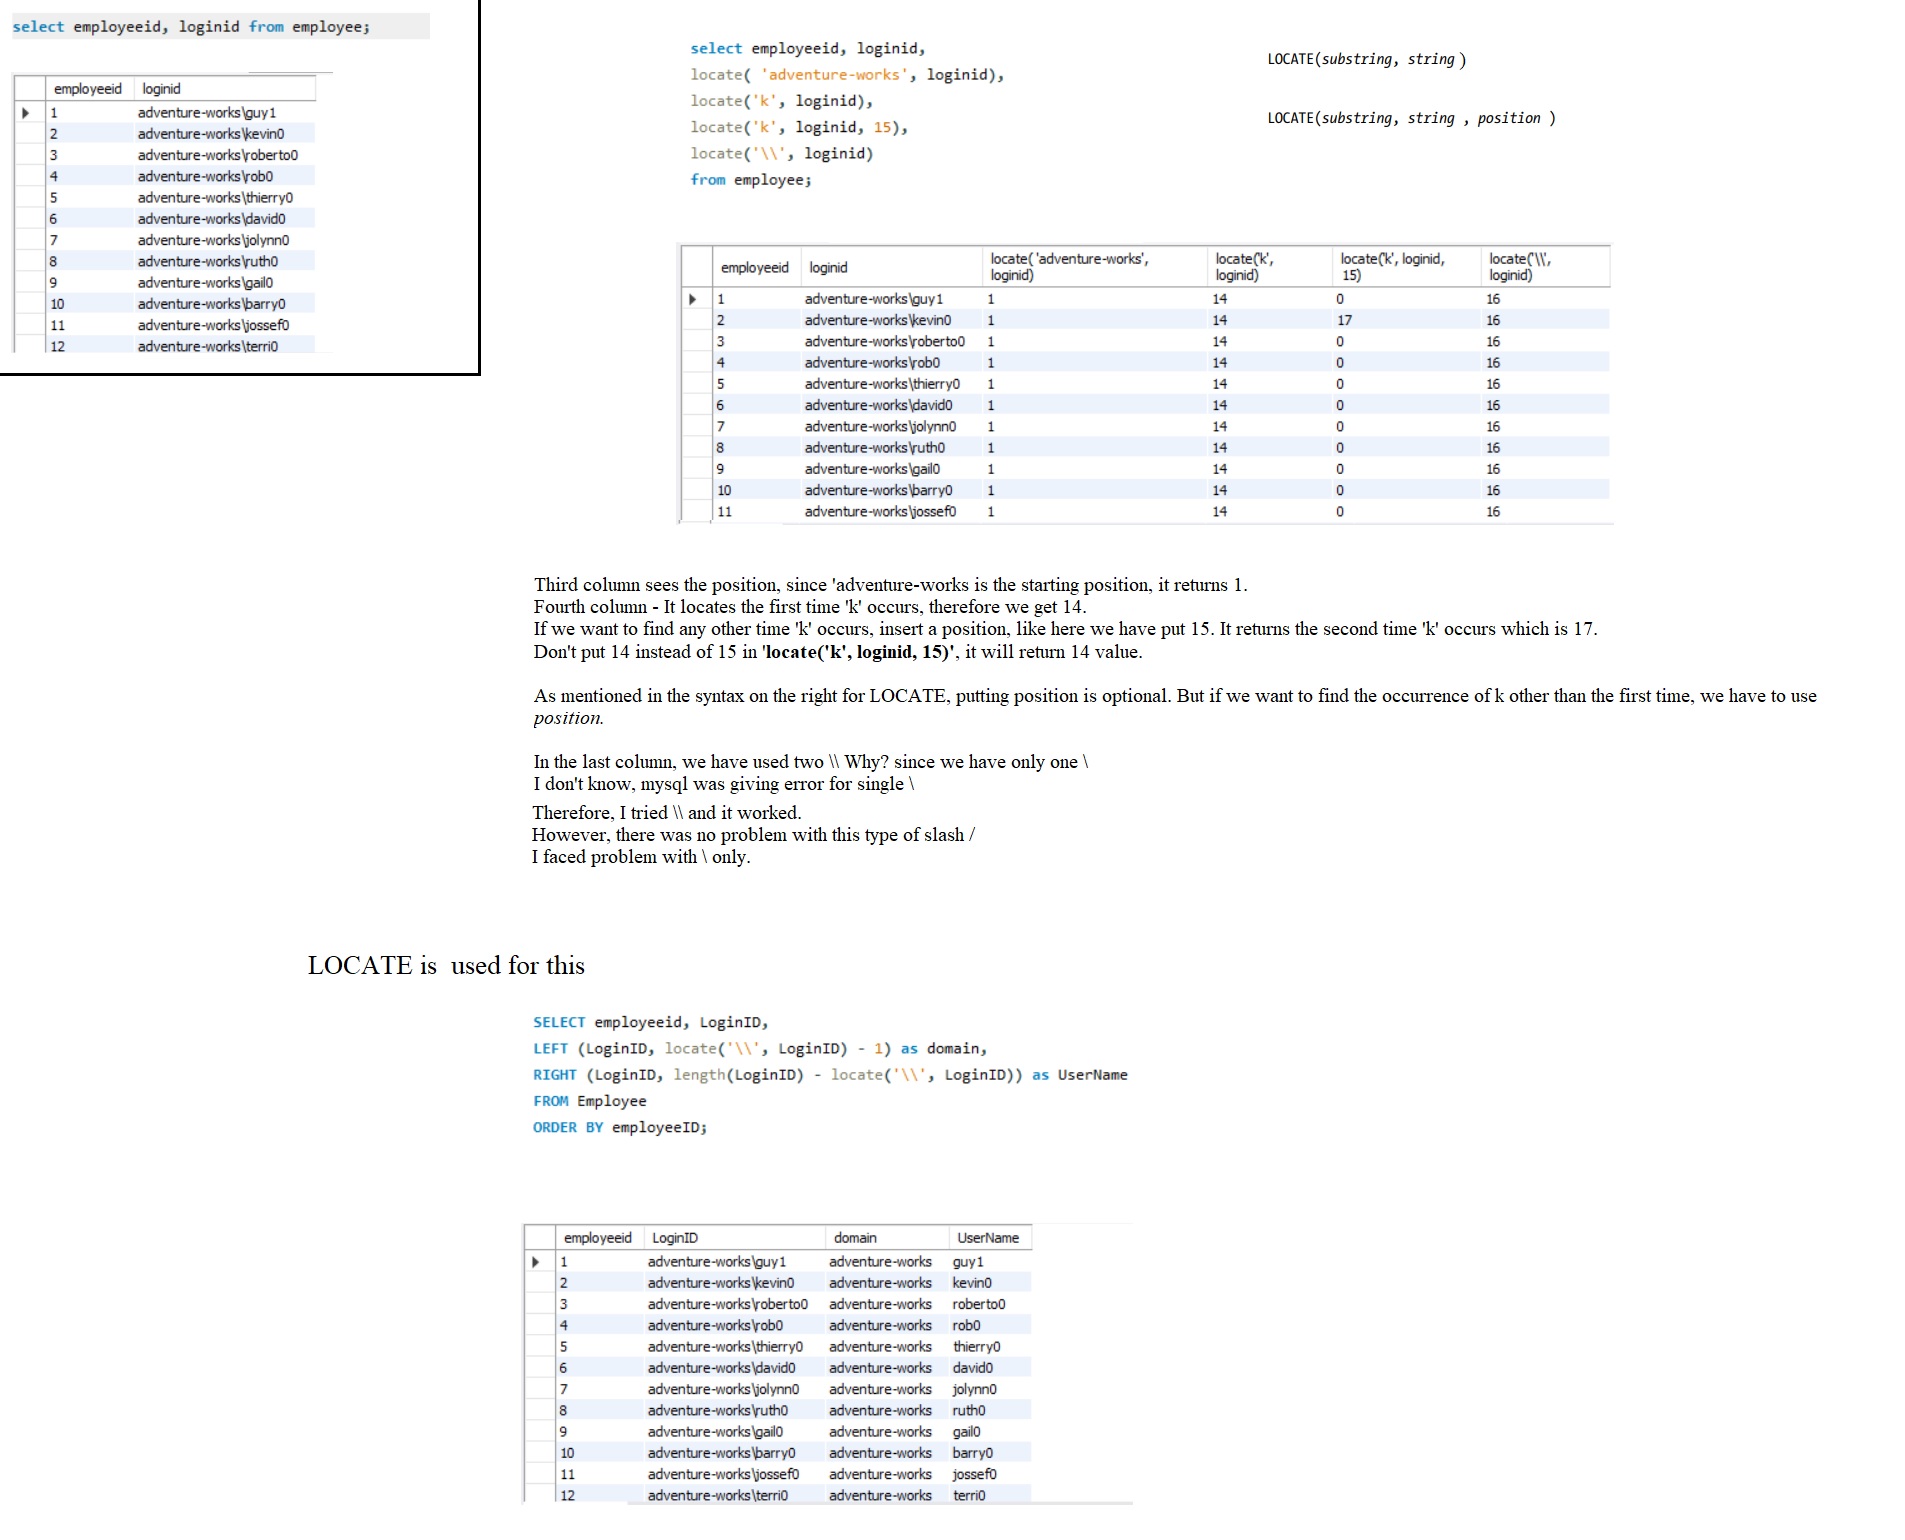 select employeeid, loginid from employee;
employeeid loginid
1 adventure-works\guy1
2 adventure-works\kevin0
3 adventure-works\roberto0
4 adventure-works\rob0
5 adventure-works\thierry0
6 adventure-works\david0
7 adventure-works\jolynn0
8 adventure-works\ruth0
9 adventure-works\gail0
10 adventure-works\barry0
11 adventure-works\jossef0
12 adventure-works\terri0
select employeeid, loginid,
locate( 'adventure-works', loginid),
locate('k', loginid),
locate('k', loginid, 15),
locate('\\', loginid)
from employee;
LOCATE(substring, string )
LOCATE(substring, string , position )
employeeid loginid locate( 'adventure-works', loginid) locate('k', loginid) locate('k', loginid, 15) locate('\\', loginid)
1 adventure-works\guy1 1 14 0 16
2 adventure-works\kevin0 1 14 17 16
3 adventure-works\roberto0 1 14 0 16
4 adventure-works\rob0 1 14 0 16
5 adventure-works\thierry0 1 14 0 16
6 adventure-works\david0 1 14 0 16
7 adventure-works\jolynn0 1 14 0 16
8 adventure-works\ruth0 1 14 0 16
9 adventure-works\gail0 1 14 0 16
10 adventure-works\barry0 1 14 0 16
11 adventure-works\jossef0 1 14 0 16
Third column sees the position, since 'adventure-works is the starting position, it returns 1.
Fourth column - It locates the first time 'k' occurs, therefore we get 14.
If we want to find any other time 'k' occurs, insert a position, like here we have put 15. It returns the second time 'k' occurs which is 17.
Don't put 14 instead of 15 in 'locate('k', loginid, 15)', it will return 14 value.
As mentioned in the syntax on the right for LOCATE, putting position is optional. But if we want to find the occurrence of k other than the first time, we have to use
position.
In the last column, we have used two \\ Why? since we have only one \
I don't know, mysql was giving error for single \
Therefore, I tried \\ and it worked.
However, there was no problem with this type of slash /
I faced problem with \ only.
LOCATE is used for this
SELECT employeeid, LoginID,
LEFT (LoginID, locate('\\', LoginID) - 1) as domain,
RIGHT (LoginID, length(LoginID) - locate('\\', LoginID)) as UserName
FROM Employee
ORDER BY employeeID;
employeeid LoginID domain UserName
1 adventure-works\guy1 adventure-works guy1
2 adventure-works\kevin0 adventure-works kevin0
3 adventure-works\roberto0 adventure-works roberto0
4 adventure-works\rob0 adventure-works rob0
5 adventure-works\thierry0 adventure-works thierry0
6 adventure-works\david0 adventure-works david0
7 adventure-works\jolynn0 adventure-works jolynn0
8 adventure-works\ruth0 adventure-works ruth0
9 adventure-works\gail0 adventure-works gail0
10 adventure-works\barry0 adventure-works barry0
11 adventure-works\jossef0 adventure-works jossef0
12 adventure-works\terri0 adventure-works terri0